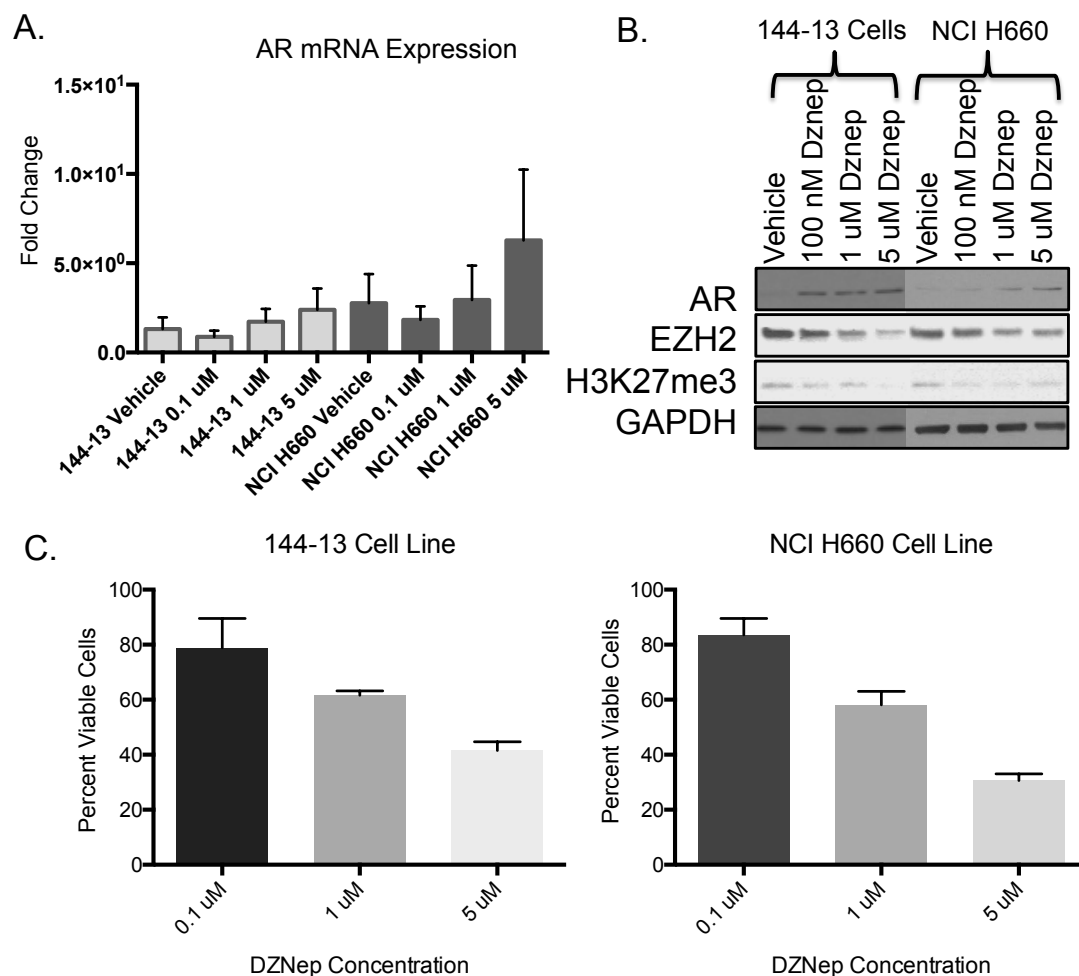 A.
AR mRNA Expression
Fold Change
1.5×10¹
1.0×10¹
5.0×10⁰
0.0
144-13 Vehicle
144-13 0.1 uM
144-13 1 uM
144-13 5 uM
NCI H660 Vehicle
NCI H660 0.1 uM
NCI H660 1 uM
NCI H660 5 uM
B.
144-13 Cells NCI H660
Vehicle
100 nM Dznep
1 uM Dznep
5 uM Dznep
Vehicle
100 nM Dznep
1 uM Dznep
5 uM Dznep
AR
EZH2
H3K27me3
GAPDH
C.
144-13 Cell Line
Percent Viable Cells
100
80
60
40
20
0
0.1 uM
1 uM
5 uM
DZNep Concentration
NCI H660 Cell Line
Percent Viable Cells
100
80
60
40
20
0
0.1 uM
1 uM
5 uM
DZNep Concentration